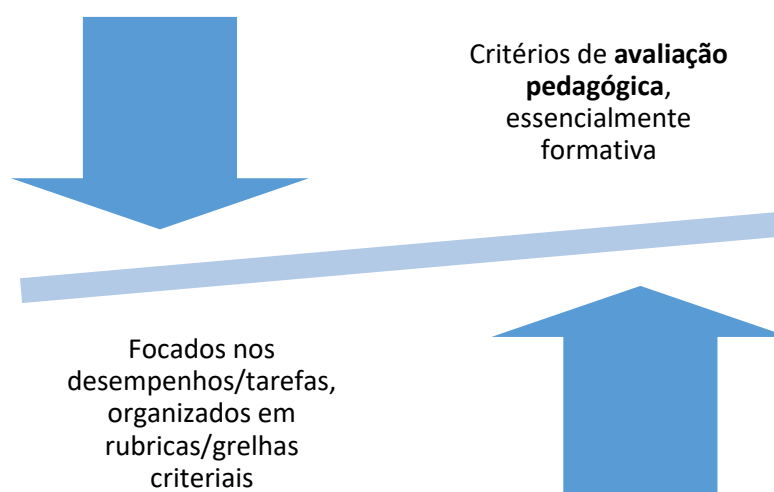 Critérios de avaliação
pedagógica,
essencialmente
formativa
Focados nos
desempenhos/tarefas,
organizados em
rubricas/grelhas
criteriais